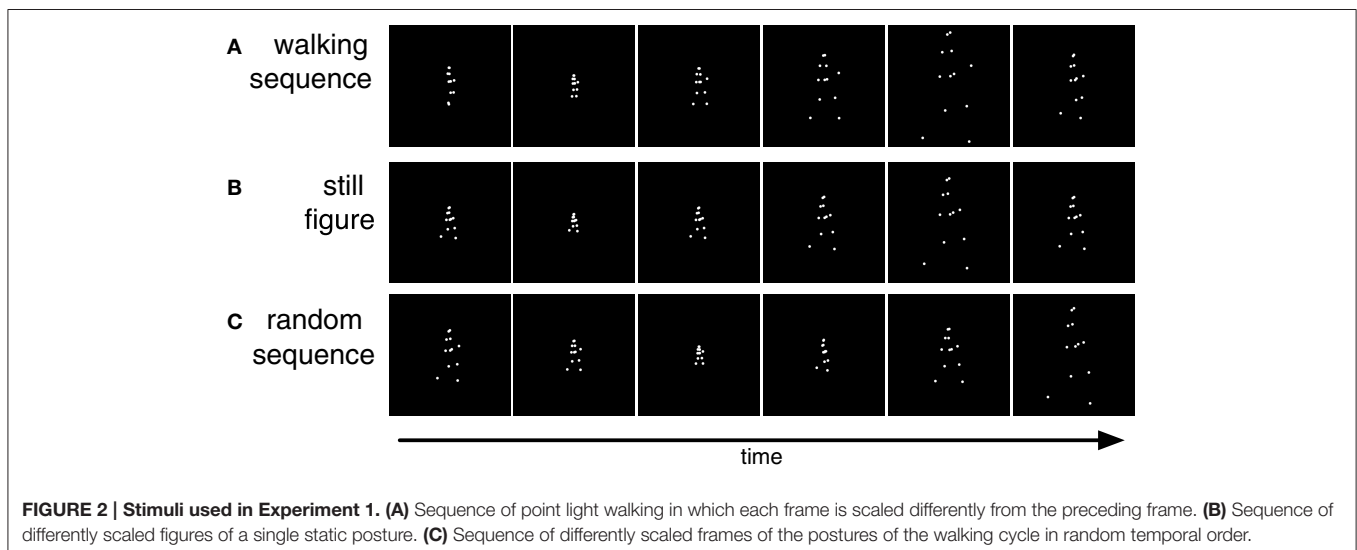 A walking
sequence
B still
figure
C random
sequence
time
FIGURE 2 | Stimuli used in Experiment 1. (A) Sequence of point light walking in which each frame is scaled differently from the preceding frame. (B) Sequence of
differently scaled figures of a single static posture. (C) Sequence of differently scaled frames of the postures of the walking cycle in random temporal order.